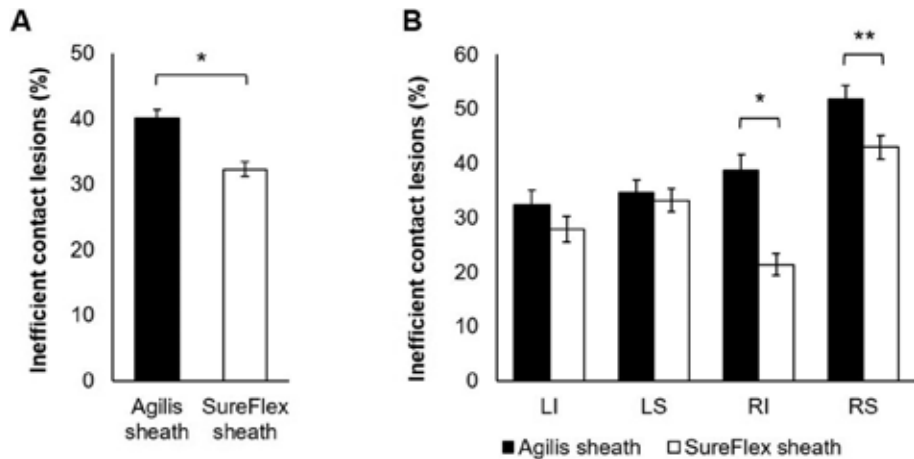 A
Inefficient contact lesions (%)
50
40
30
20
10
0
*
Agilis
sheath
SureFlex
sheath
B
Inefficient contact lesions (%)
60
50
40
30
20
10
0
*
**
LI
LS
RI
RS
Agilis sheath
SureFlex sheath